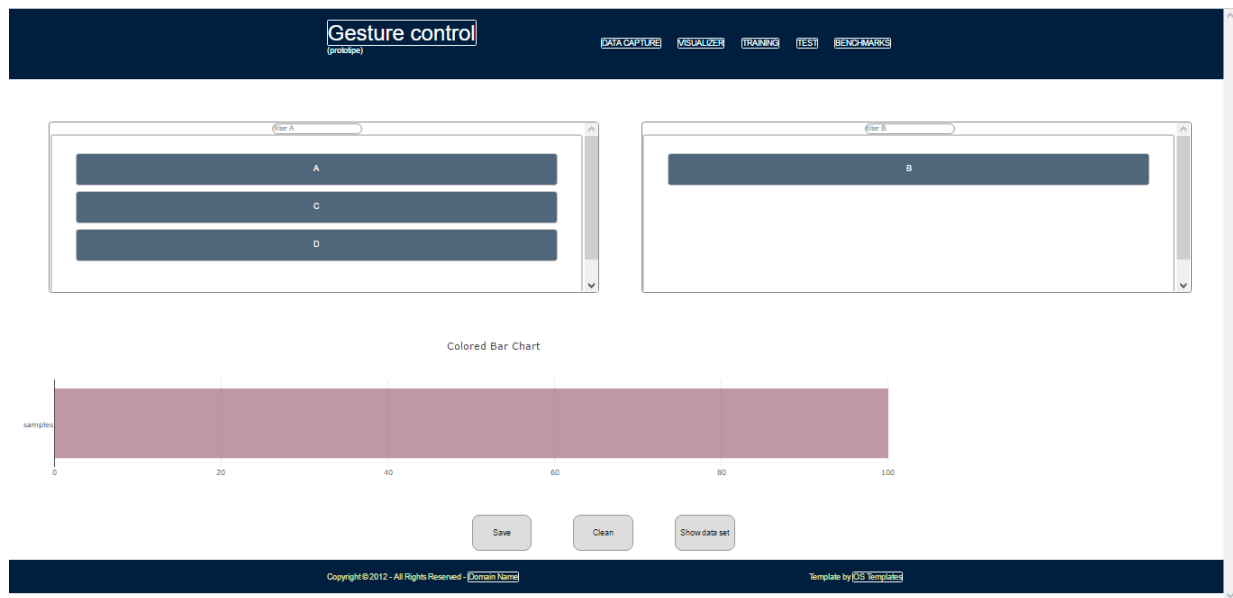 Gesture control
(prototipe)
DATA CAPTURE VISUALIZER TRAINING TEST BENCHMARKS
filter A
A
C
D
filter B
B
Colored Bar Chart
samples
0 20 40 60 80 100
Save Clean Show data set
Copyright © 2012 - All Rights Reserved - Domain Name
Template by OS Templates